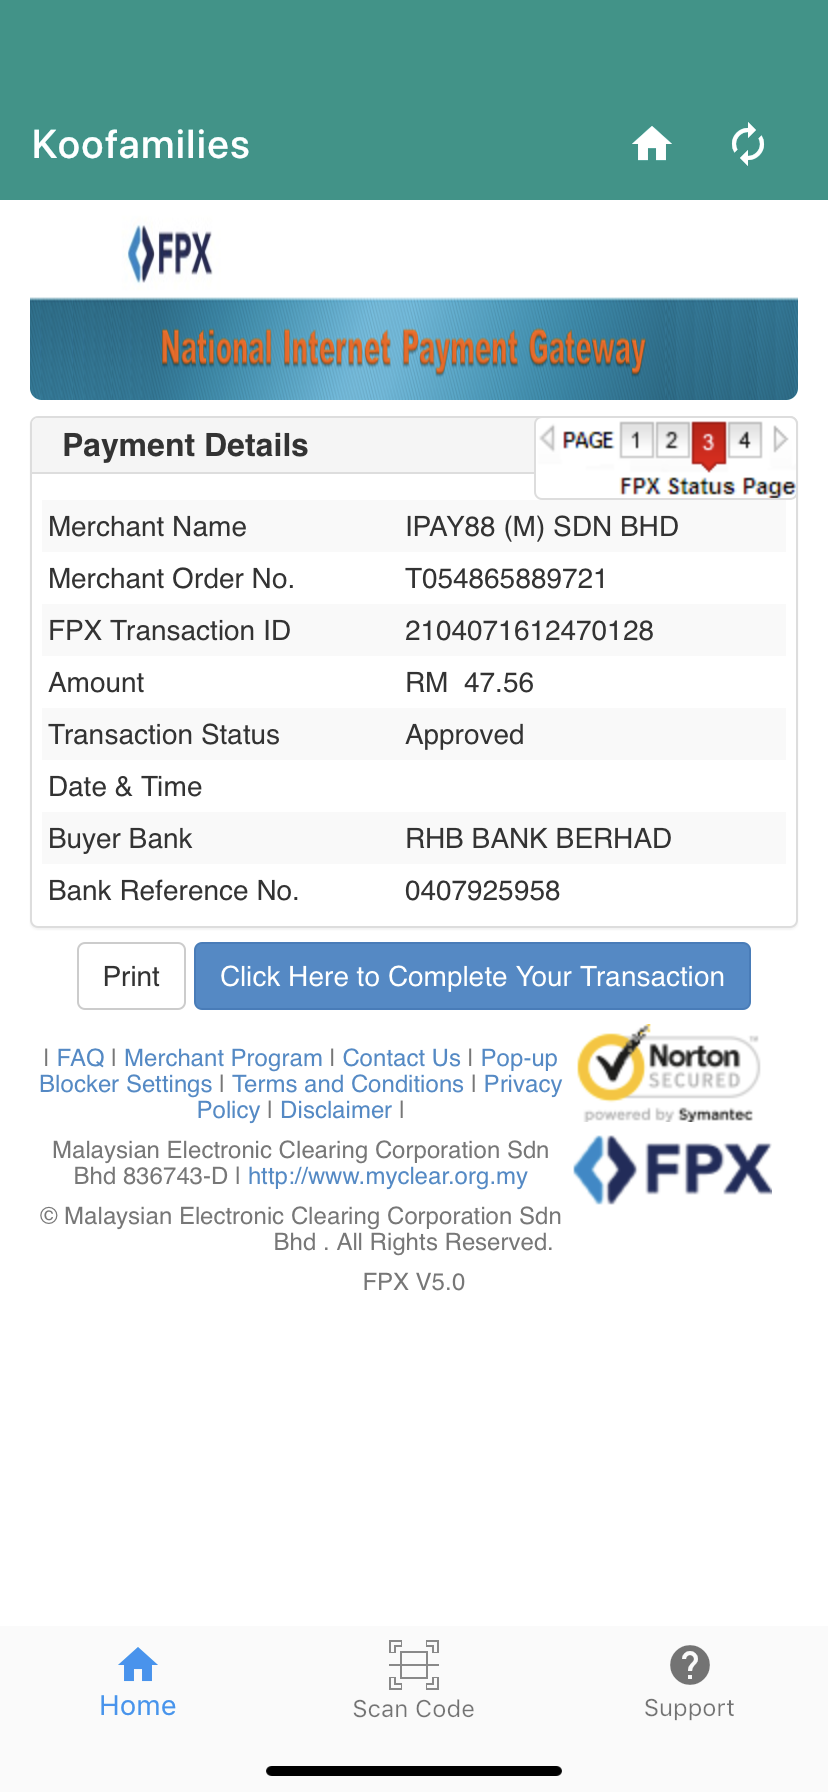 Koofamilies
FPX
National Internet Payment Gateway
Payment Details
PAGE 1 2 3 4
FPX Status Page
Merchant Name IPAY88 (M) SDN BHD
Merchant Order No. T054865889721
FPX Transaction ID 2104071612470128
Amount RM 47.56
Transaction Status Approved
Date & Time
Buyer Bank RHB BANK BERHAD
Bank Reference No. 0407925958
Print Click Here to Complete Your Transaction
| FAQ | Merchant Program | Contact Us | Pop-up
Blocker Settings | Terms and Conditions | Privacy
Policy | Disclaimer |
Norton
SECURED
powered by Symantec
Malaysian Electronic Clearing Corporation Sdn
Bhd 836743-D | http://www.myclear.org.my
FPX
© Malaysian Electronic Clearing Corporation Sdn
Bhd . All Rights Reserved.
FPX V5.0
Home Scan Code Support